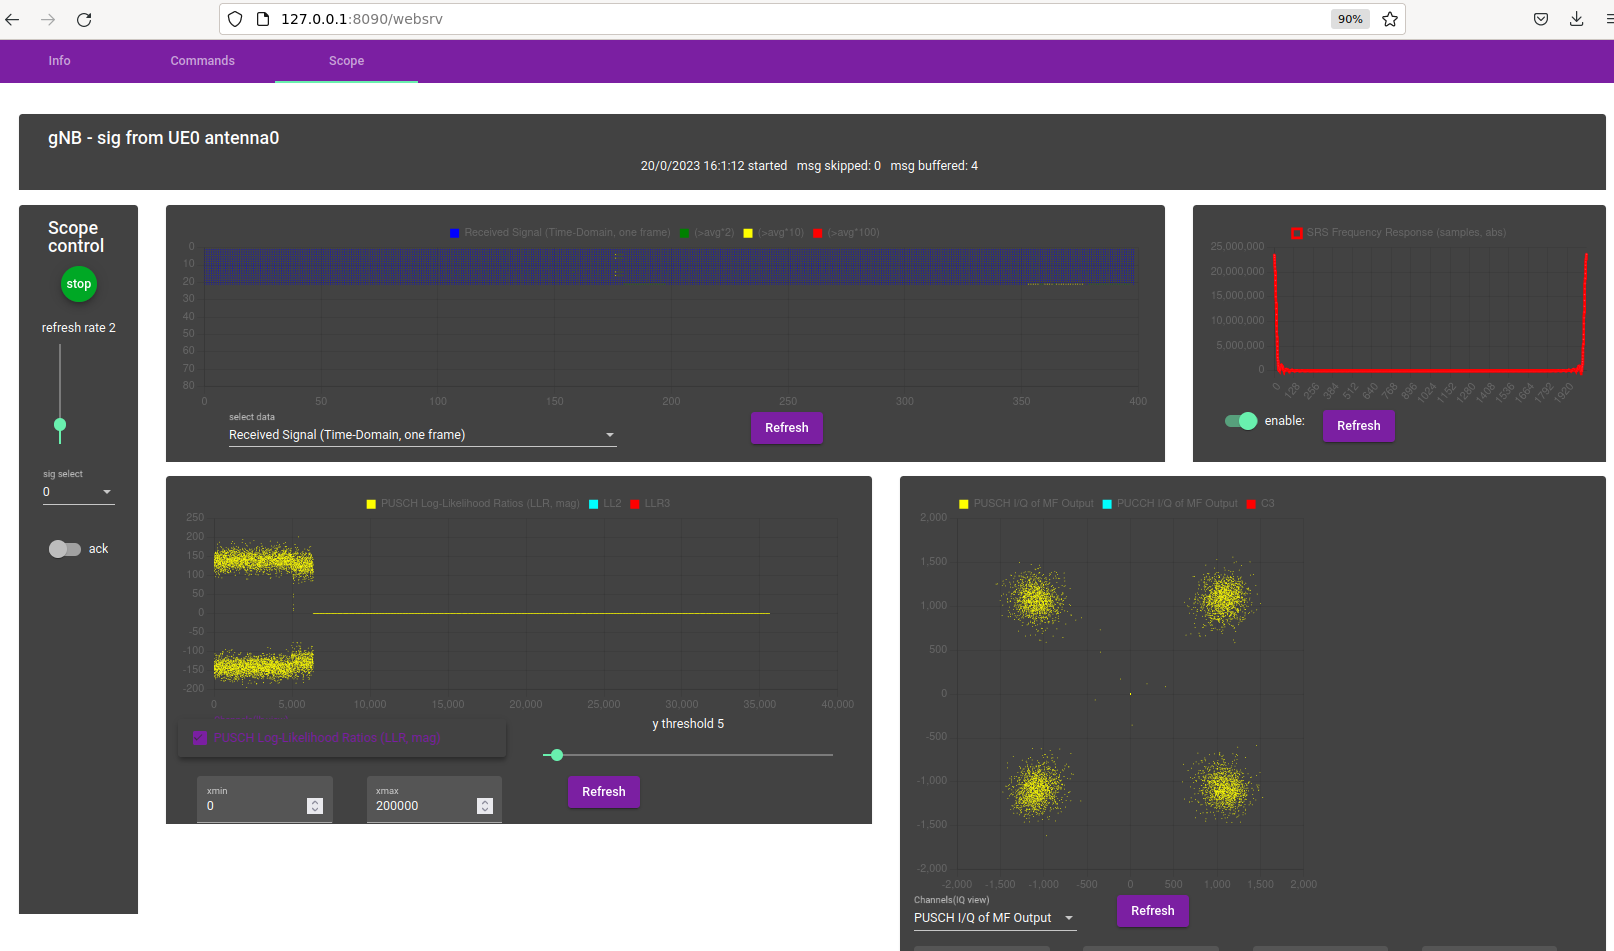 127.0.0.1:8090/websrv
90%
Info
Commands
Scope
gNB - sig from UE0 antenna0
20/0/2023 16:1:12 started msg skipped: 0 msg buffered: 4
Scope
control
stop
refresh rate 2
sig select
0
ack
Received Signal (Time-Domain, one frame) (>avg*2) (>avg*10) (>avg*100)
0
10
20
30
40
50
60
70
80
0 50 100 150 200 250 300 350 400
select data
Received Signal (Time-Domain, one frame)
Refresh
SRS Frequency Response (samples, abs)
25,000,000
20,000,000
15,000,000
10,000,000
5,000,000
0
0 128 256 384 512 640 768 896 1024 1152 1280 1408 1536 1664 1792 1920
enable:
Refresh
PUSCH Log-Likelihood Ratios (LLR, mag) LL2 LLR3
250
200
150
100
50
0
-50
-100
-150
-200
0 5,000 10,000 15,000 20,000 25,000 30,000 35,000 40,000
PUSCH Log-Likelihood Ratios (LLR, mag)
y threshold 5
xmin
0
xmax
200000
Refresh
PUSCH I/Q of MF Output PUCCH I/Q of MF Output C3
2,000
1,500
1,000
500
0
-500
-1,000
-1,500
-2,000
-2,000 -1,500 -1,000 -500 0 500 1,000 1,500 2,000
Channels(IQ view)
PUSCH I/Q of MF Output
Refresh